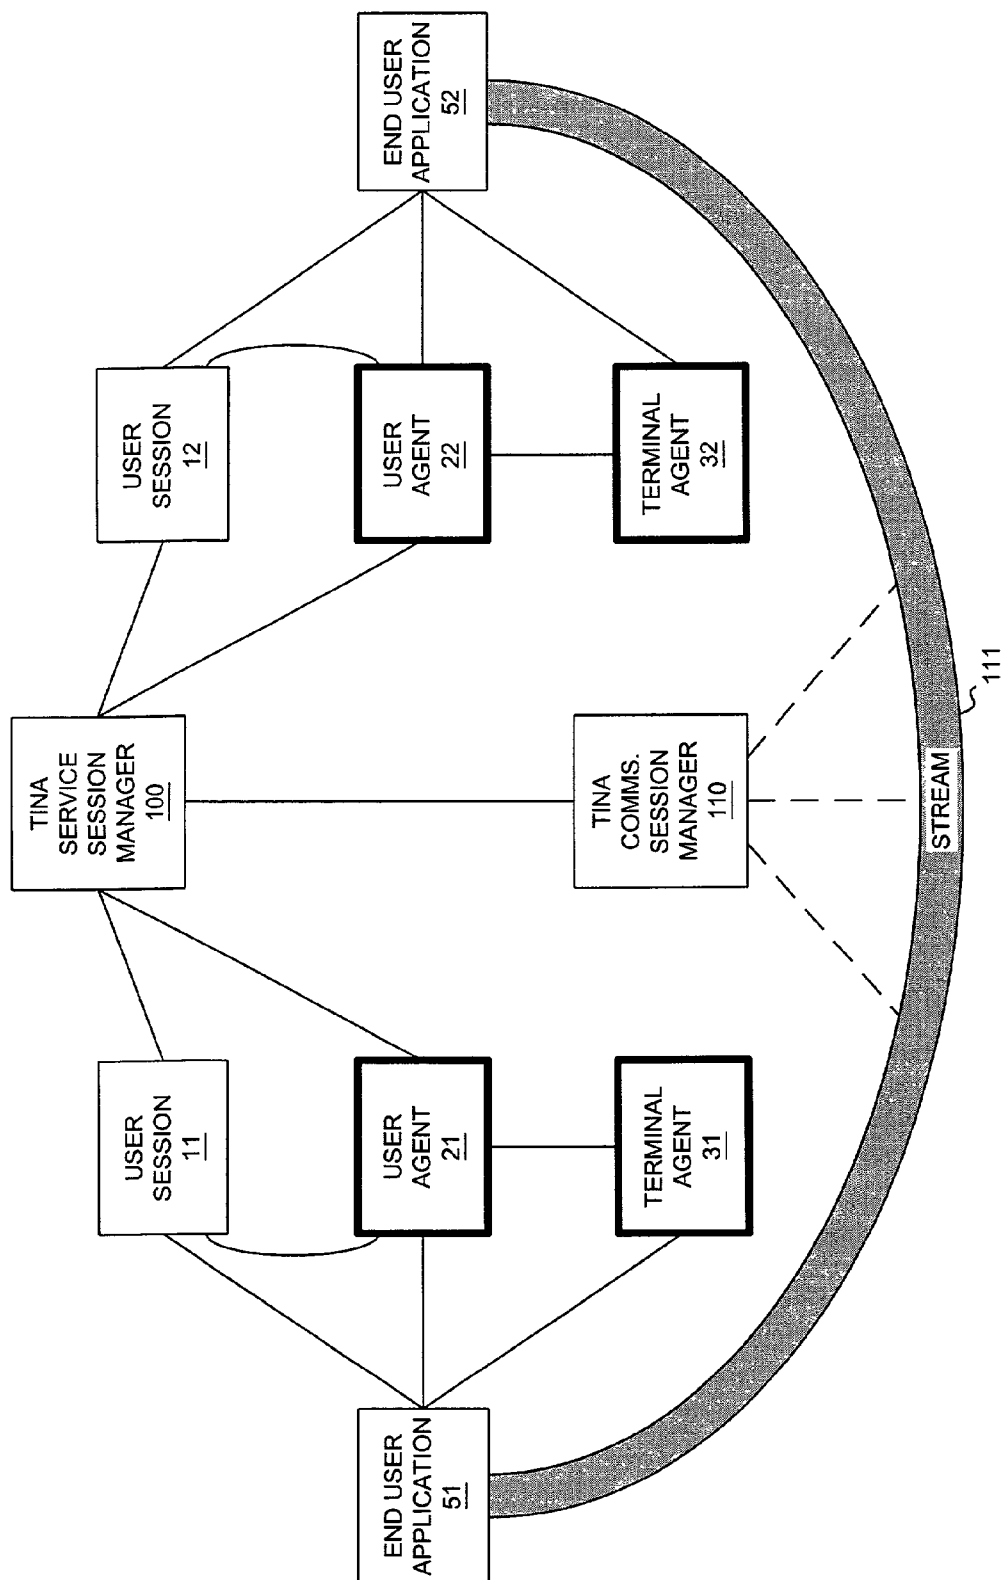 TINA
SERVICE
SESSION
MANAGER
100
USER
SESSION
11
USER
SESSION
12
END USER
APPLICATION
51
USER
AGENT
21
USER
AGENT
22
END USER
APPLICATION
52
TERMINAL
AGENT
31
TINA
COMMS.
SESSION
MANAGER
110
TERMINAL
AGENT
32
STREAM
111